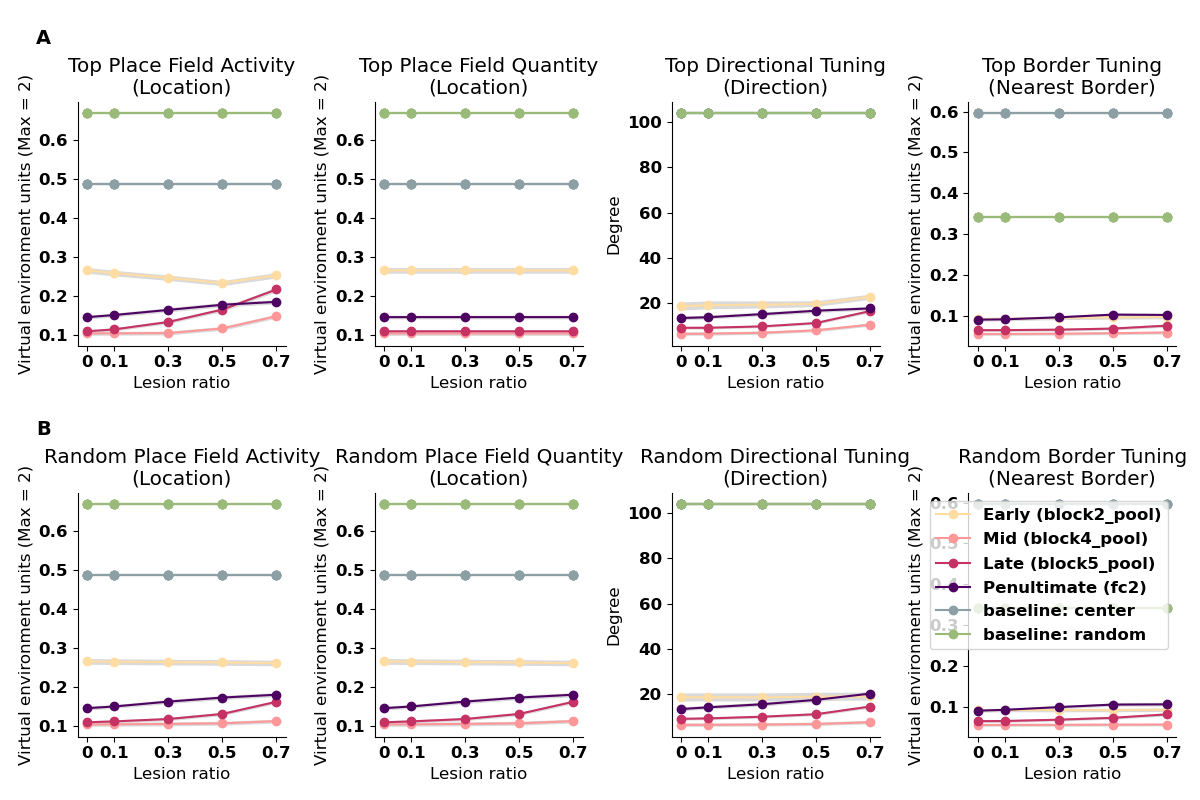 A
Top Place Field Activity
(Location)
Top Place Field Quantity
(Location)
Top Directional Tuning
(Direction)
Top Border Tuning
(Nearest Border)
Virtual environment units (Max = 2)
0.6
0.5
0.4
0.3
0.2
0.1
0 0.1 0.3 0.5 0.7
Lesion ratio
Virtual environment units (Max = 2)
0.6
0.5
0.4
0.3
0.2
0.1
0 0.1 0.3 0.5 0.7
Lesion ratio
Degree
100
80
60
40
20
0 0.1 0.3 0.5 0.7
Lesion ratio
Virtual environment units (Max = 2)
0.6
0.5
0.4
0.3
0.2
0.1
0 0.1 0.3 0.5 0.7
Lesion ratio
B
Random Place Field Activity
(Location)
Random Place Field Quantity
(Location)
Random Directional Tuning
(Direction)
Random Border Tuning
(Nearest Border)
Virtual environment units (Max = 2)
0.6
0.5
0.4
0.3
0.2
0.1
0 0.1 0.3 0.5 0.7
Lesion ratio
Virtual environment units (Max = 2)
0.6
0.5
0.4
0.3
0.2
0.1
0 0.1 0.3 0.5 0.7
Lesion ratio
Degree
100
80
60
40
20
0 0.1 0.3 0.5 0.7
Lesion ratio
Virtual environment units (Max = 2)
0.6
0.5
0.4
0.3
0.2
0.1
0 0.1 0.3 0.5 0.7
Lesion ratio
Early (block2_pool)
Mid (block4_pool)
Late (block5_pool)
Penultimate (fc2)
baseline: center
baseline: random